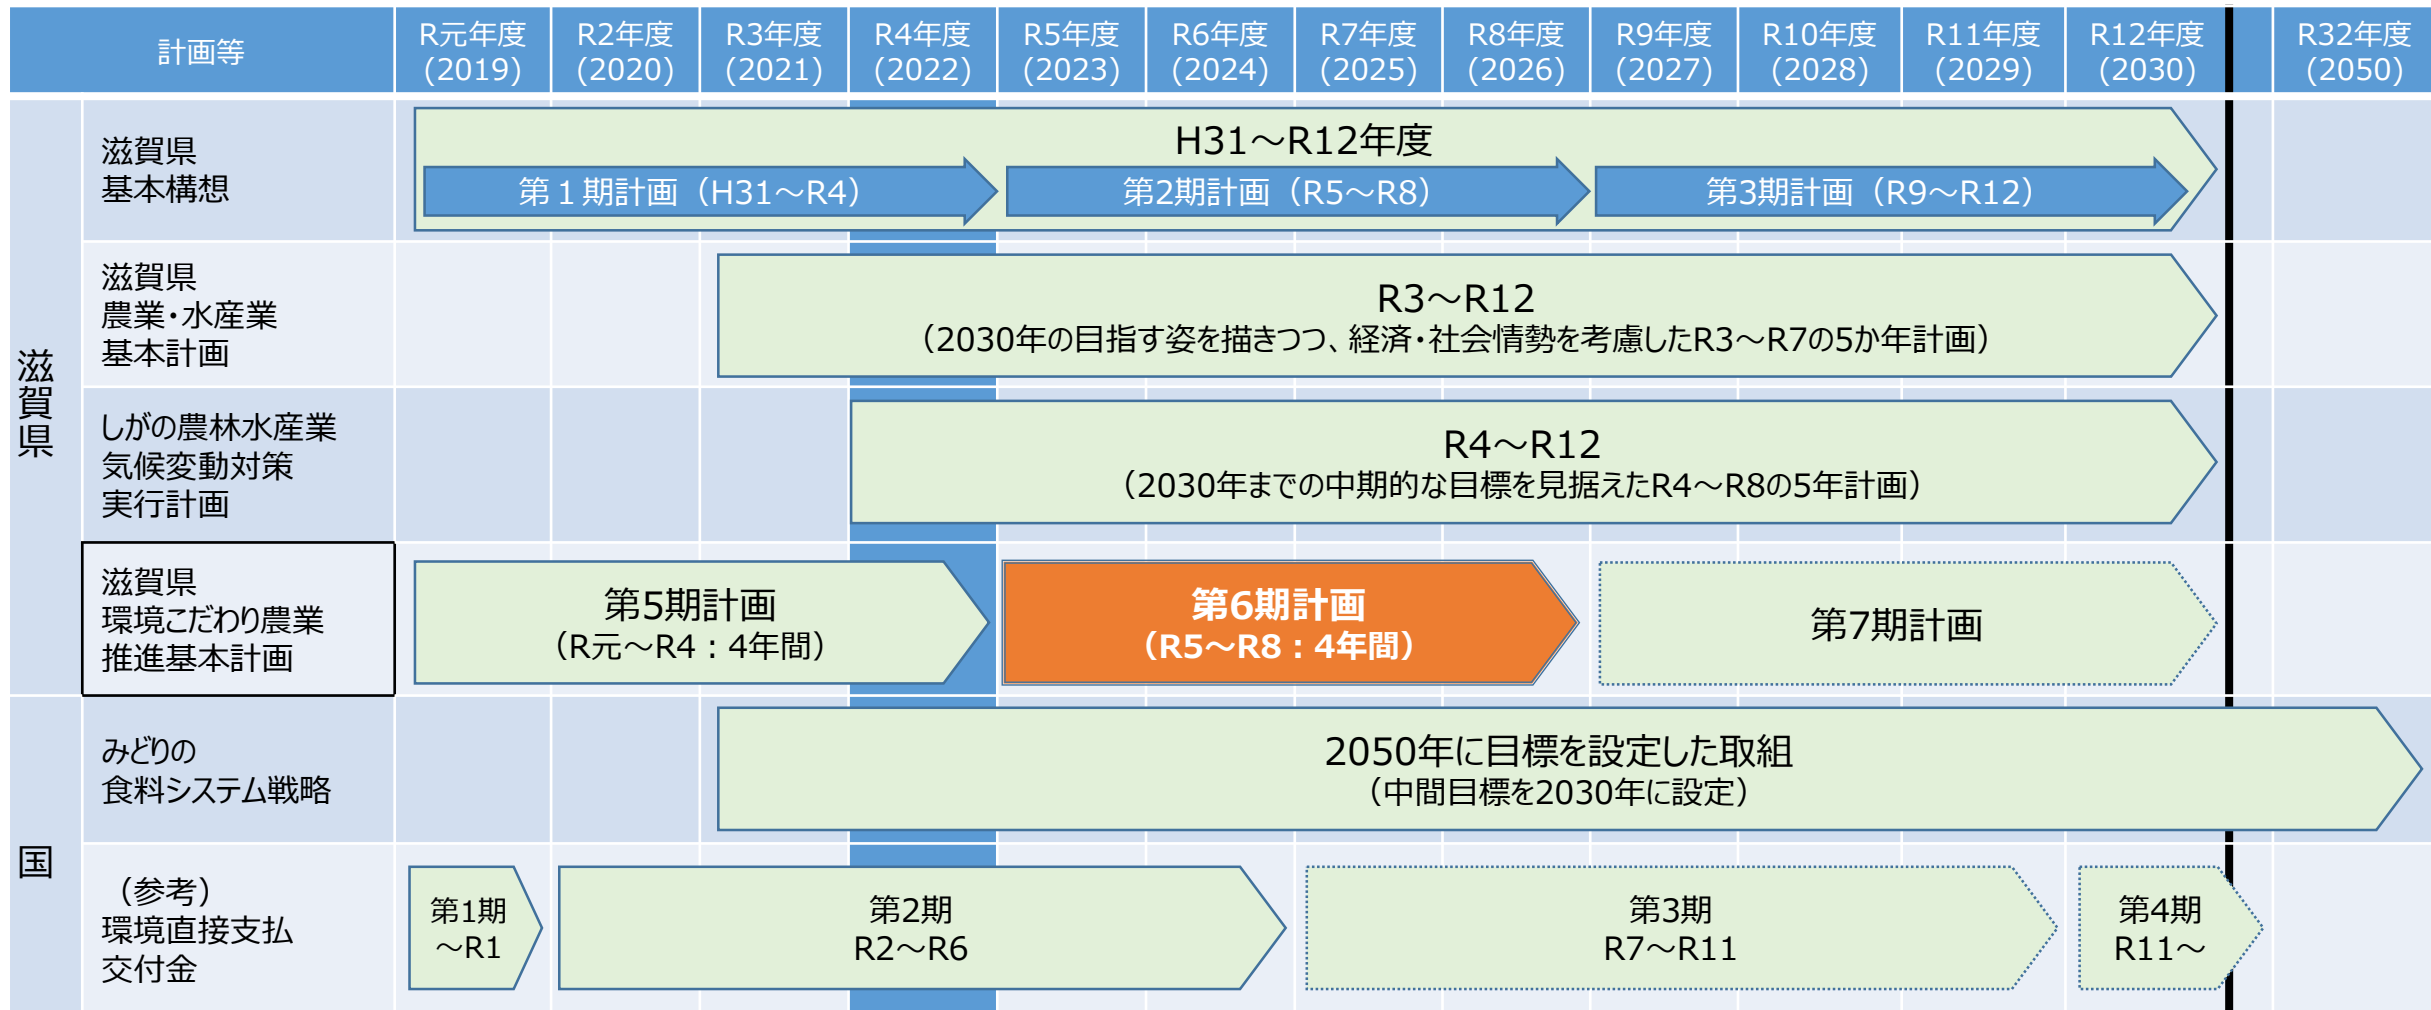 計画等
R元年度
(2019)
R2年度
(2020)
R3年度
(2021)
R4年度
(2022)
R5年度
(2023)
R6年度
(2024)
R7年度
(2025)
R8年度
(2026)
R9年度
(2027)
R10年度
(2028)
R11年度
(2029)
R12年度
(2030)
R32年度
(2050)
滋賀県
滋賀県
基本構想
H31～R12年度
第１期計画（H31～R4）
第2期計画（R5～R8）
第3期計画（R9～R12）
滋賀県
農業・水産業
基本計画
R3～R12
（2030年の目指す姿を描きつつ、経済・社会情勢を考慮したR3～R7の5か年計画）
しがの農林水産業
気候変動対策
実行計画
R4～R12
（2030年までの中期的な目標を見据えたR4～R8の5年計画）
滋賀県
環境こだわり農業
推進基本計画
第5期計画
（R元～R4：4年間）
第6期計画
（R5～R8：4年間）
第7期計画
国
みどりの
食料システム戦略
2050年に目標を設定した取組
（中間目標を2030年に設定）
（参考）
環境直接支払
交付金
第1期
～R1
第2期
R2～R6
第3期
R7～R11
第4期
R11～